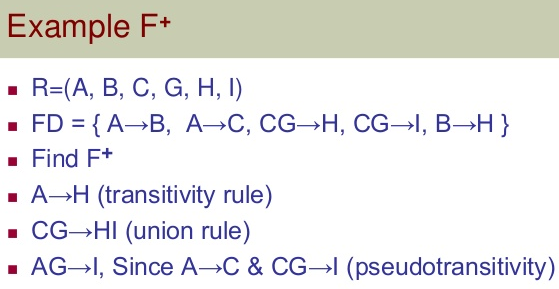 Example F+
R=(A, B, C, G, H, I)
FD = { A→B, A→C, CG→H, CG→I, B→H }
Find F+
A→H (transitivity rule)
CG→HI (union rule)
AG→I, Since A→C & CG→I (pseudotransitivity)